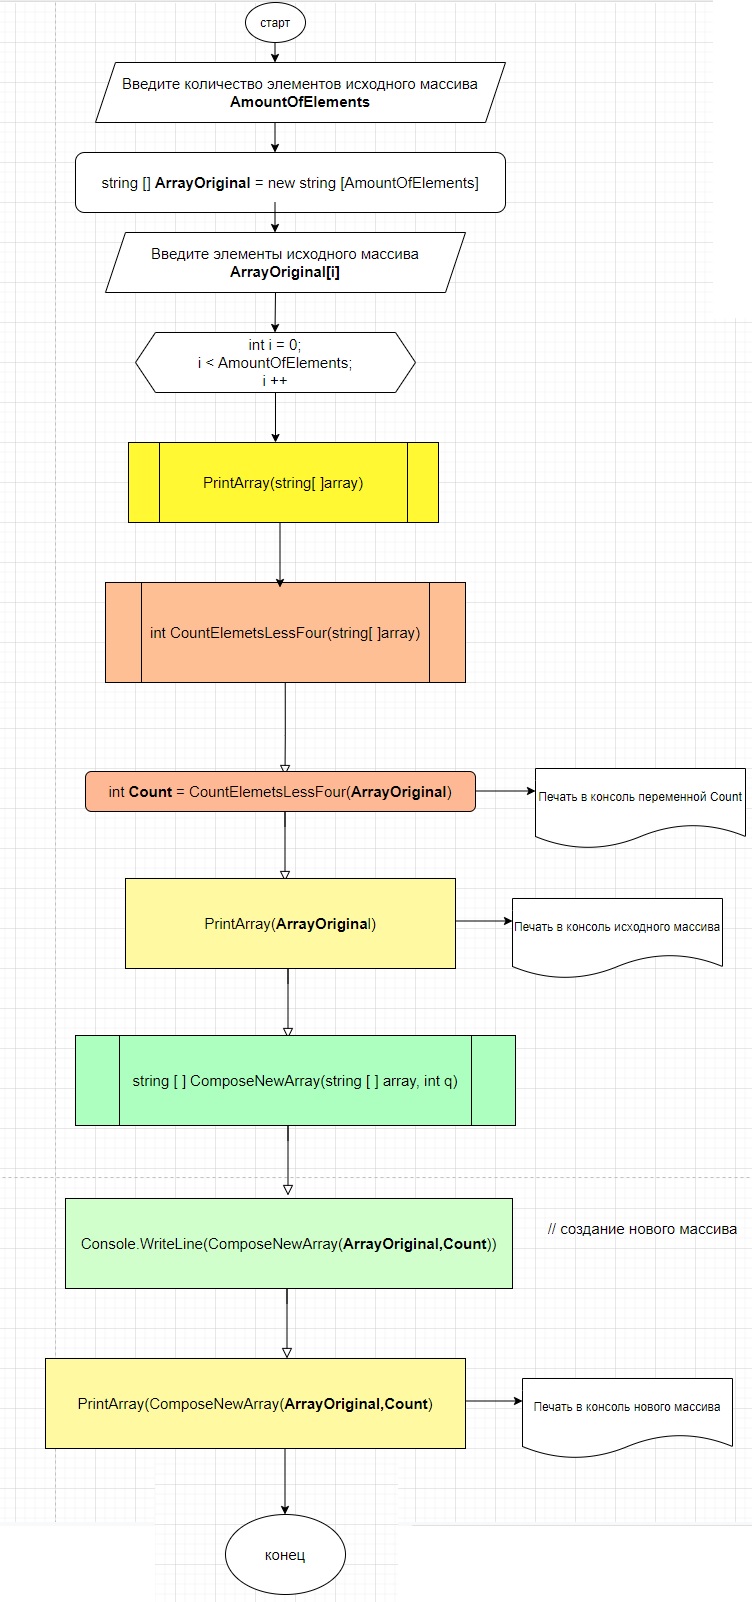 старт
Введите количество элементов исходного массива
AmountOfElements
string [] ArrayOriginal = new string [AmountOfElements]
Введите элементы исходного массива
ArrayOriginal[i]
int i = 0;
i < AmountOfElements;
i ++
PrintArray(string[ ]array)
int CountElemetsLessFour(string[ ]array)
int Count = CountElemetsLessFour(ArrayOriginal)
Печать в консоль переменной Count
PrintArray(ArrayOriginal)
Печать в консоль исходного массива
string [ ] ComposeNewArray(string [ ] array, int q)
Console.WriteLine(ComposeNewArray(ArrayOriginal,Count))
// создание нового массива
PrintArray(ComposeNewArray(ArrayOriginal,Count)
Печать в консоль нового массива
конец